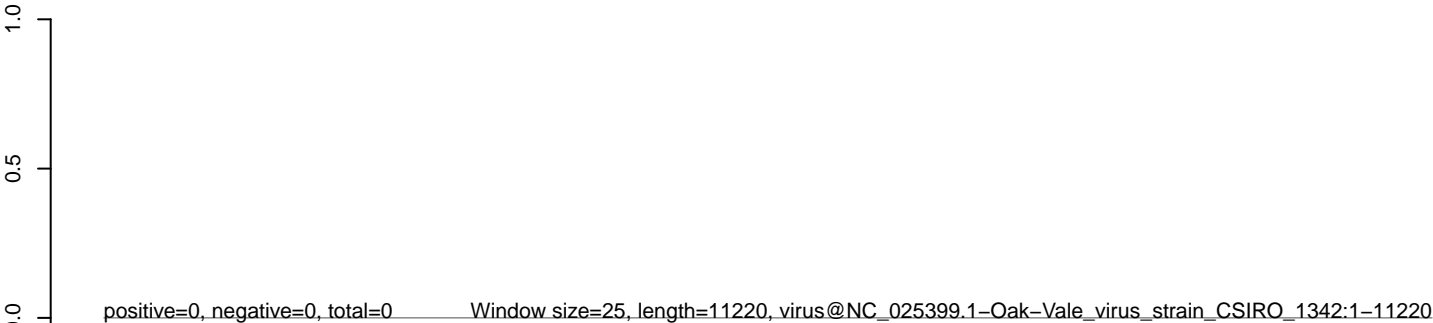 1.0
0.5
0.0
positive=0, negative=0, total=0
Window size=25, length=11220, virus@NC_025399.1−Oak−Vale_virus_strain_CSIRO_1342:1−11220